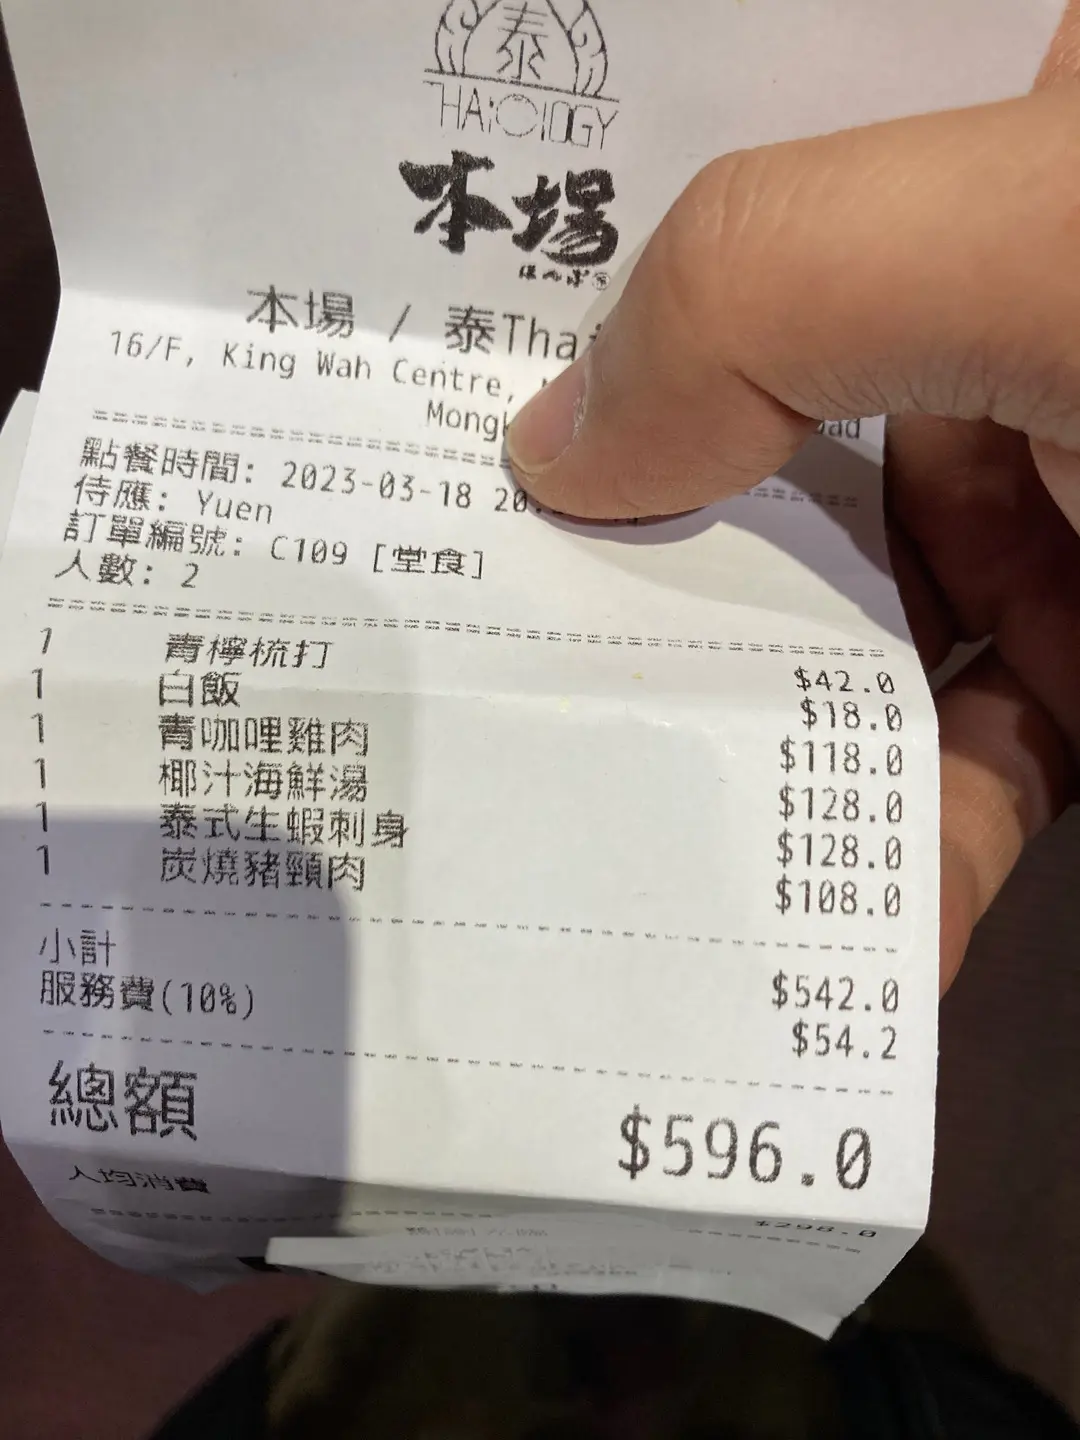 泰
THAiOlOGY
本場
ほんば
本場 / 泰Thai
16/F, King Wah Centre,
Mongk
oad
點餐時間: 2023-03-18 20:
侍應: Yuen
訂單編號: C109 [堂食]
人數: 2
1 青檸梳打 $42.0
1 白飯 $18.0
1 青咖哩雞肉 $118.0
1 椰汁海鮮湯 $128.0
1 泰式生蝦刺身 $128.0
1 炭燒豬頸肉 $108.0
小計 $542.0
服務費(10%) $54.2
總額 $596.0
人均消費 $298.0